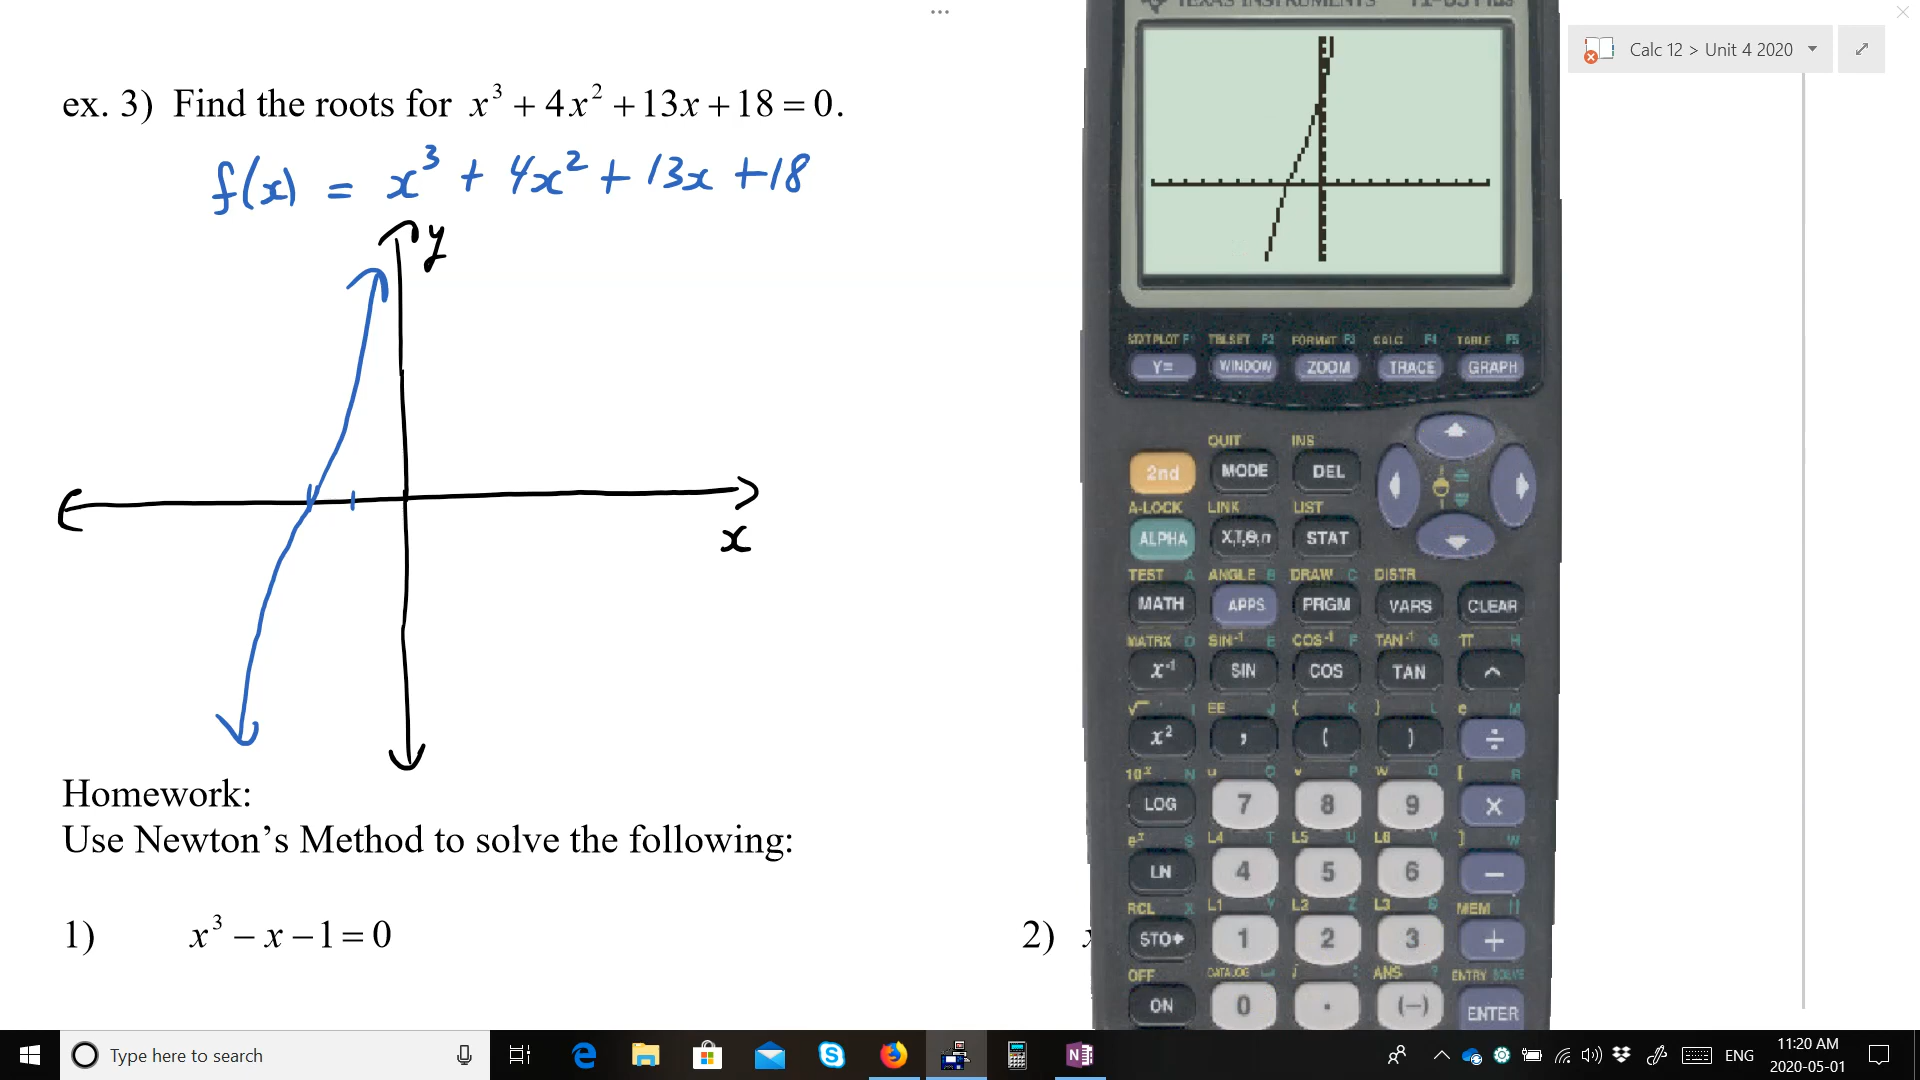 TEXAS INSTRUMENTS TI-83 Plus
Calc 12 > Unit 4 2020
ex. 3) Find the roots for x³ + 4x² + 13x + 18 = 0.
f(x) = x³ + 4x² + 13x + 18
y
x
STAT PLOT F1 TBLSET F2 FORMAT F3 CALC F4 TABLE F5
Y= WINDOW ZOOM TRACE GRAPH
QUIT INS
2nd MODE DEL
A-LOCK LINK LIST
ALPHA X,T,Θ,n STAT
TEST A ANGLE B DRAW C DISTR
MATH APPS PRGM VARS CLEAR
MATRX D SIN⁻¹ E COS⁻¹ F TAN⁻¹ G π H
x⁻¹ SIN COS TAN ^
√ I EE J { K } L e M
x² , ( ) ÷
10ˣ N u O v P w Q [ R
LOG 7 8 9 ×
eˣ S L4 T L5 U L6 V ] W
LN 4 5 6 −
RCL X L1 Y L2 Z L3 θ MEM "
STO→ 1 2 3 +
OFF CATALOG i : ANS ? ENTRY SOLVE
ON 0 . (−) ENTER
Homework:
Use Newton’s Method to solve the following:
1) x³ − x − 1 = 0
2)
Type here to search
ENG
11:20 AM
2020-05-01